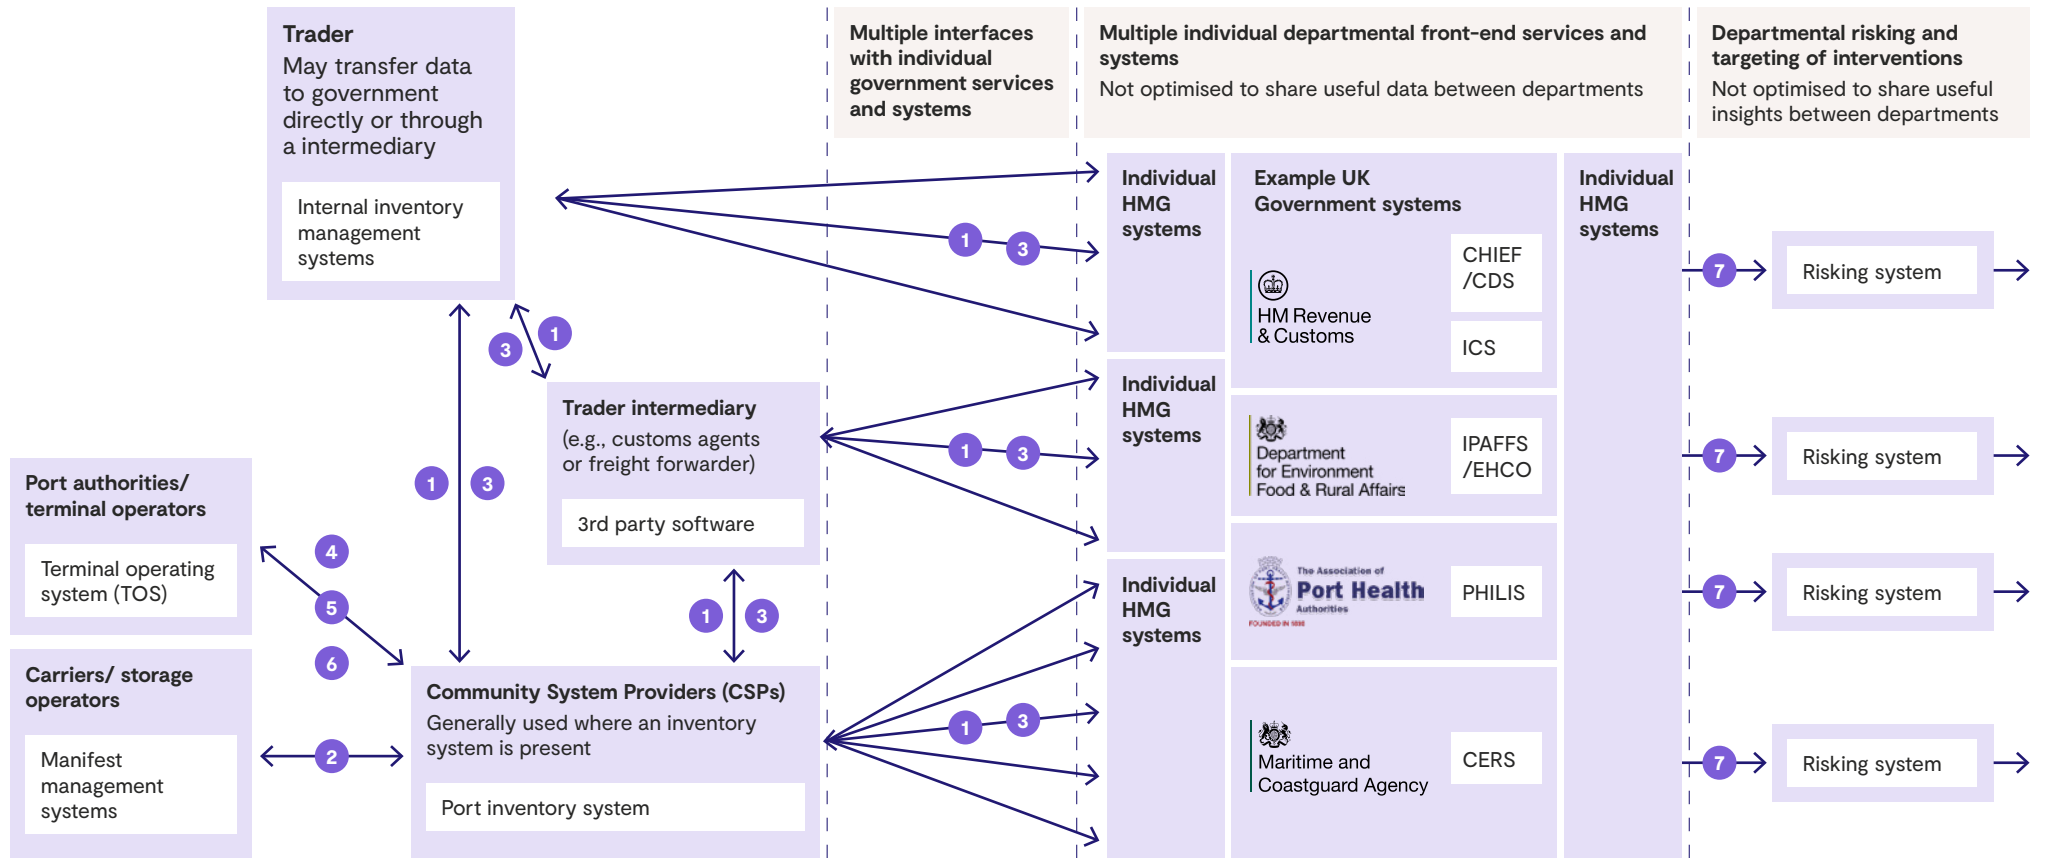 Trader
May transfer data
to government
directly or through
a intermediary
Internal inventory
management
systems
Multiple interfaces
with individual
government services
and systems
Multiple individual departmental front-end services and
systems
Not optimised to share useful data between departments
Departmental risking and
targeting of interventions
Not optimised to share useful
insights between departments
1
3
3
1
1
3
Trader intermediary
(e.g., customs agents
or freight forwarder)
3rd party software
1
3
1
3
Port authorities/
terminal operators
Terminal operating
system (TOS)
4
5
6
Carriers/ storage
operators
Manifest
management
systems
2
Community System Providers (CSPs)
Generally used where an inventory
system is present
Port inventory system
1
3
Individual
HMG
systems
Individual
HMG
systems
Individual
HMG
systems
Example UK
Government systems
HM Revenue
& Customs
CHIEF
/CDS
ICS
Department
for Environment
Food & Rural Affairs
IPAFFS
/EHCO
The Association of
Port Health
Authorities
FOUNDED IN 1898
PHILIS
Maritime and
Coastguard Agency
CERS
Individual
HMG
systems
7
Risking system
7
Risking system
7
Risking system
7
Risking system